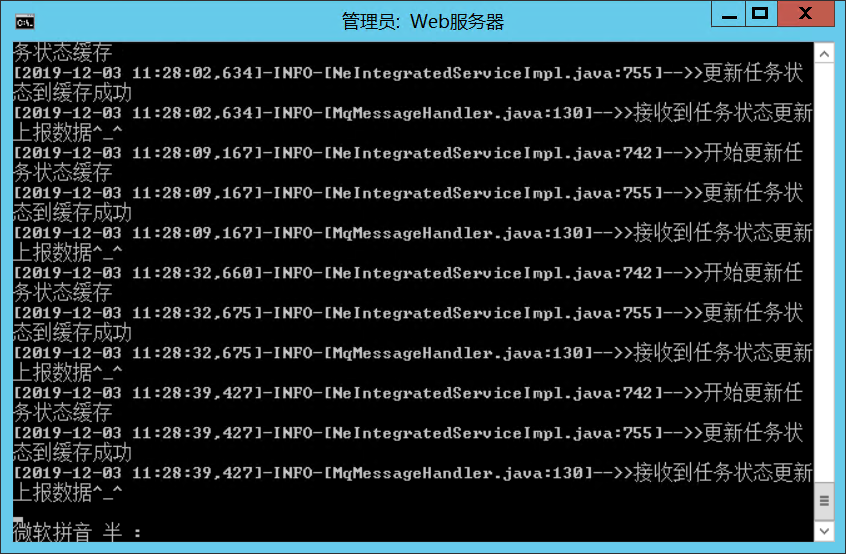 管理员: Web服务器
务状态缓存
[2019-12-03 11:28:02,634]-INFO-[NeIntegratedServiceImpl.java:755]-->>更新任务状
态到缓存成功
[2019-12-03 11:28:02,634]-INFO-[MqMessageHandler.java:130]-->>接收到任务状态更新
上报数据^_^
[2019-12-03 11:28:09,167]-INFO-[NeIntegratedServiceImpl.java:742]-->>开始更新任
务状态缓存
[2019-12-03 11:28:09,167]-INFO-[NeIntegratedServiceImpl.java:755]-->>更新任务状
态到缓存成功
[2019-12-03 11:28:09,167]-INFO-[MqMessageHandler.java:130]-->>接收到任务状态更新
上报数据^_^
[2019-12-03 11:28:32,660]-INFO-[NeIntegratedServiceImpl.java:742]-->>开始更新任
务状态缓存
[2019-12-03 11:28:32,675]-INFO-[NeIntegratedServiceImpl.java:755]-->>更新任务状
态到缓存成功
[2019-12-03 11:28:32,675]-INFO-[MqMessageHandler.java:130]-->>接收到任务状态更新
上报数据^_^
[2019-12-03 11:28:39,427]-INFO-[NeIntegratedServiceImpl.java:742]-->>开始更新任
务状态缓存
[2019-12-03 11:28:39,427]-INFO-[NeIntegratedServiceImpl.java:755]-->>更新任务状
态到缓存成功
[2019-12-03 11:28:39,427]-INFO-[MqMessageHandler.java:130]-->>接收到任务状态更新
上报数据^_^
微软拼音 半 :